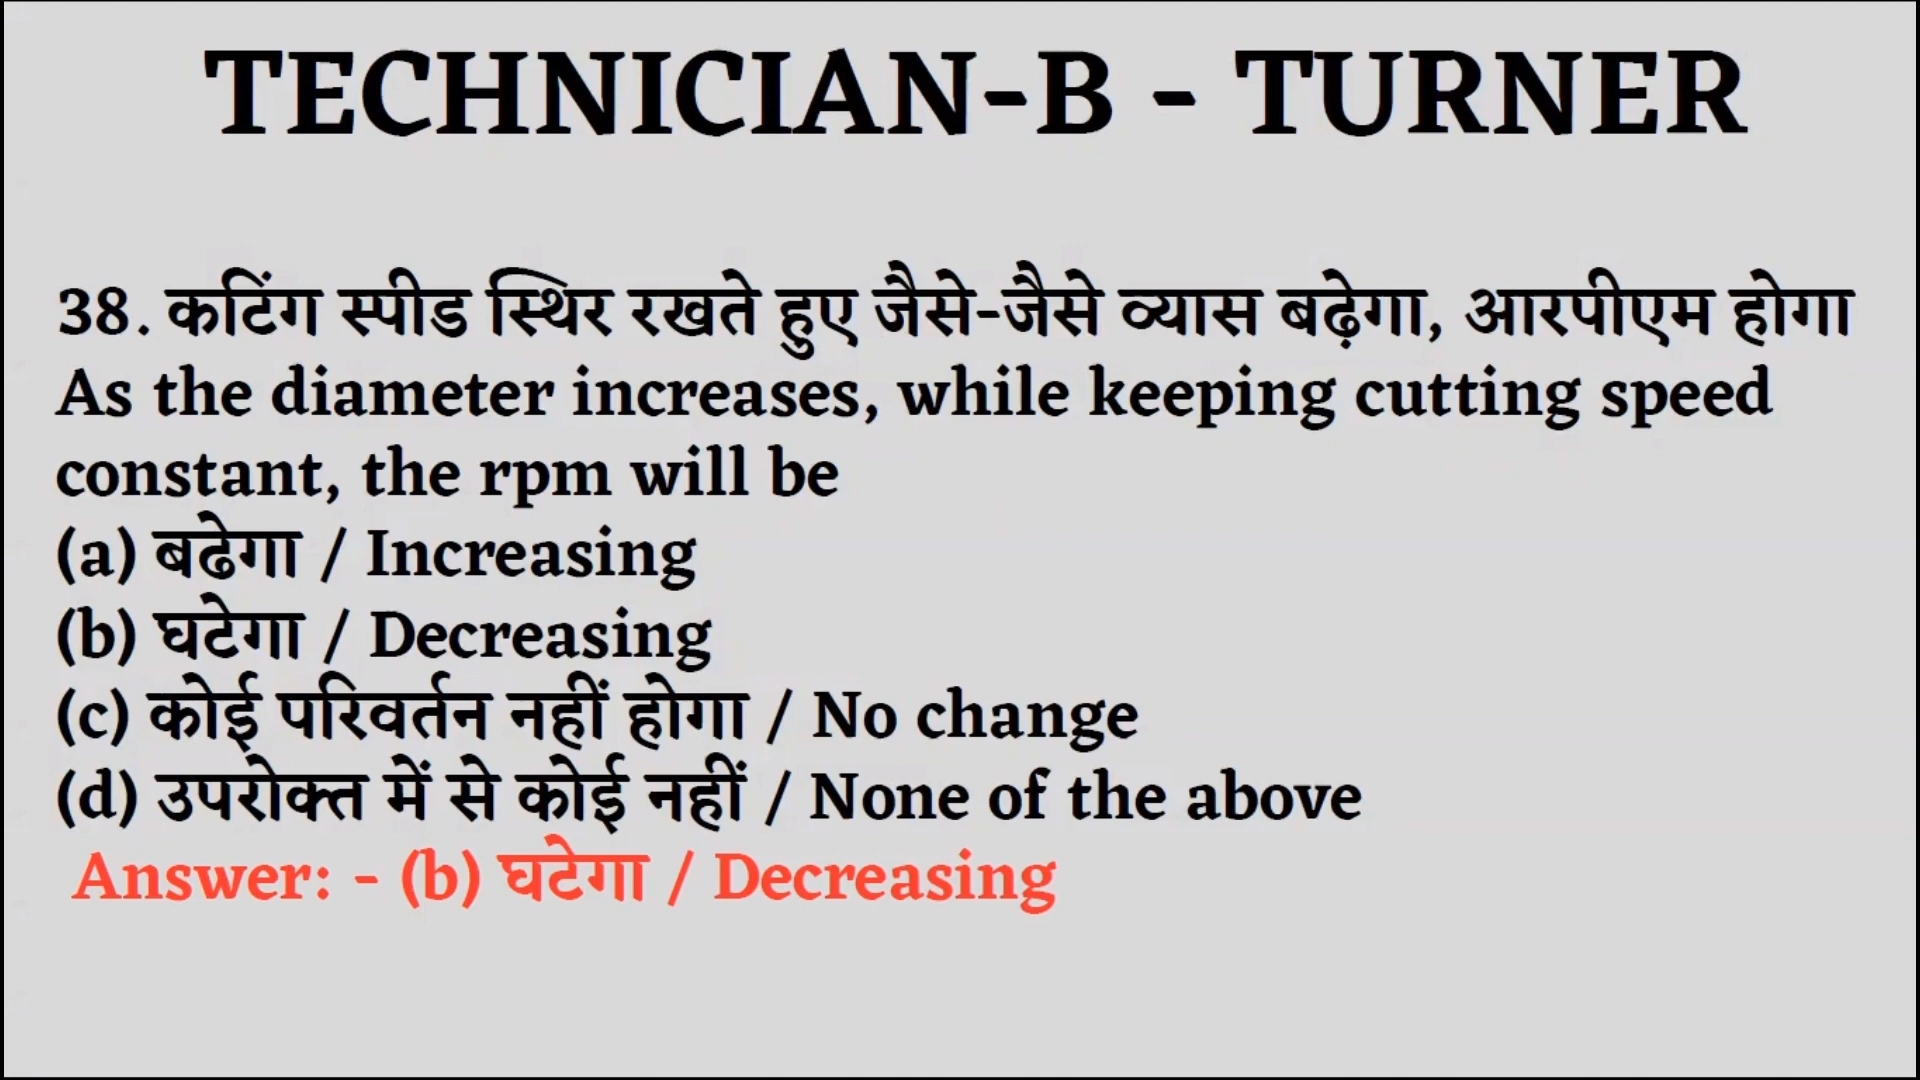 TECHNICIAN-B - TURNER
38. कटिंग स्पीड स्थिर रखते हुए जैसे-जैसे व्यास बढ़ेगा, आरपीएम होगा
As the diameter increases, while keeping cutting speed
constant, the rpm will be
(a) बढेगा / Increasing
(b) घटेगा / Decreasing
(c) कोई परिवर्तन नहीं होगा / No change
(d) उपरोक्त में से कोई नहीं / None of the above
Answer: - (b) घटेगा / Decreasing